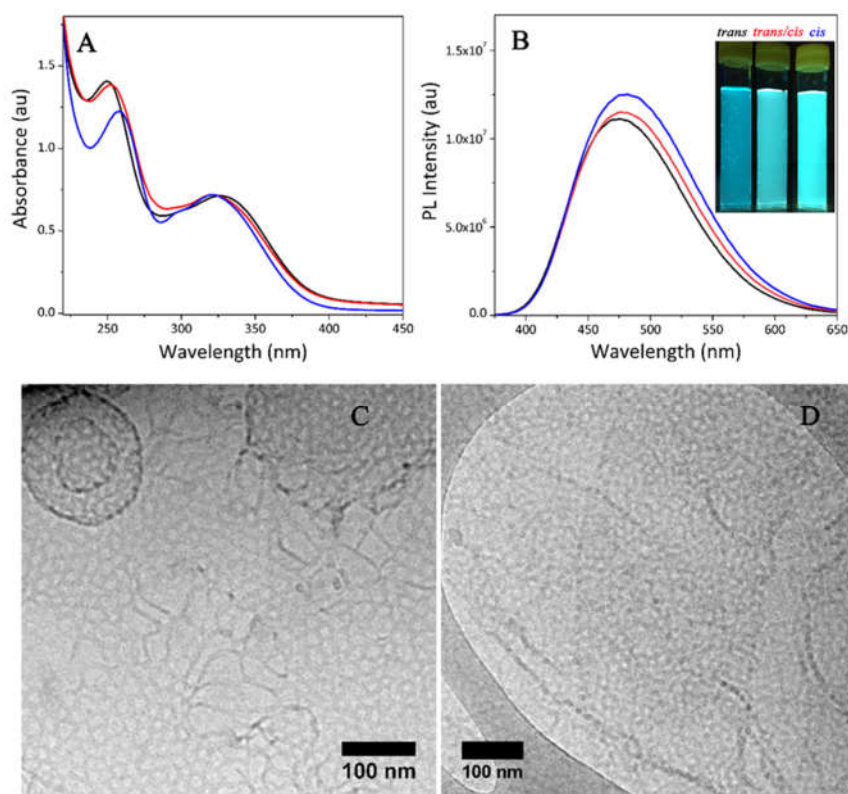 A
Absorbance (au)
1.5
1.0
0.5
0.0
250 300 350 400 450
Wavelength (nm)
B
PL Intensity (au)
1.5x10⁷
1.0x10⁷
5.0x10⁶
0.0
400 450 500 550 600 650
Wavelength (nm)
trans trans/cis cis
C
100 nm
D
100 nm